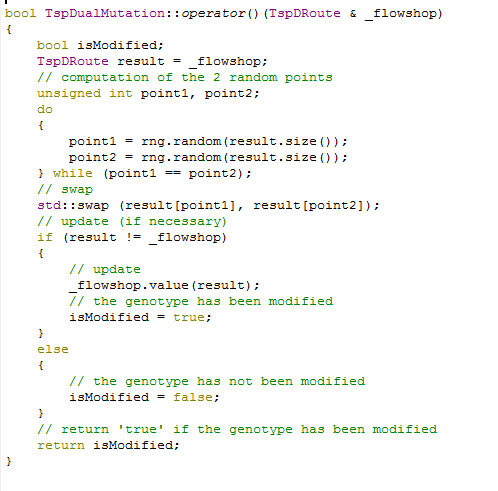 bool TspDualMutation::operator()(TspDRoute & _flowshop)
{
    bool isModified;
    TspDRoute result = _flowshop;
    // computation of the 2 random points
    unsigned int point1, point2;
    do
    {
        point1 = rng.random(result.size());
        point2 = rng.random(result.size());
    } while (point1 == point2);
    // swap
    std::swap (result[point1], result[point2]);
    // update (if necessary)
    if (result != _flowshop)
    {
        // update
        _flowshop.value(result);
        // the genotype has been modified
        isModified = true;
    }
    else
    {
        // the genotype has not been modified
        isModified = false;
    }
    // return 'true' if the genotype has been modified
    return isModified;
}